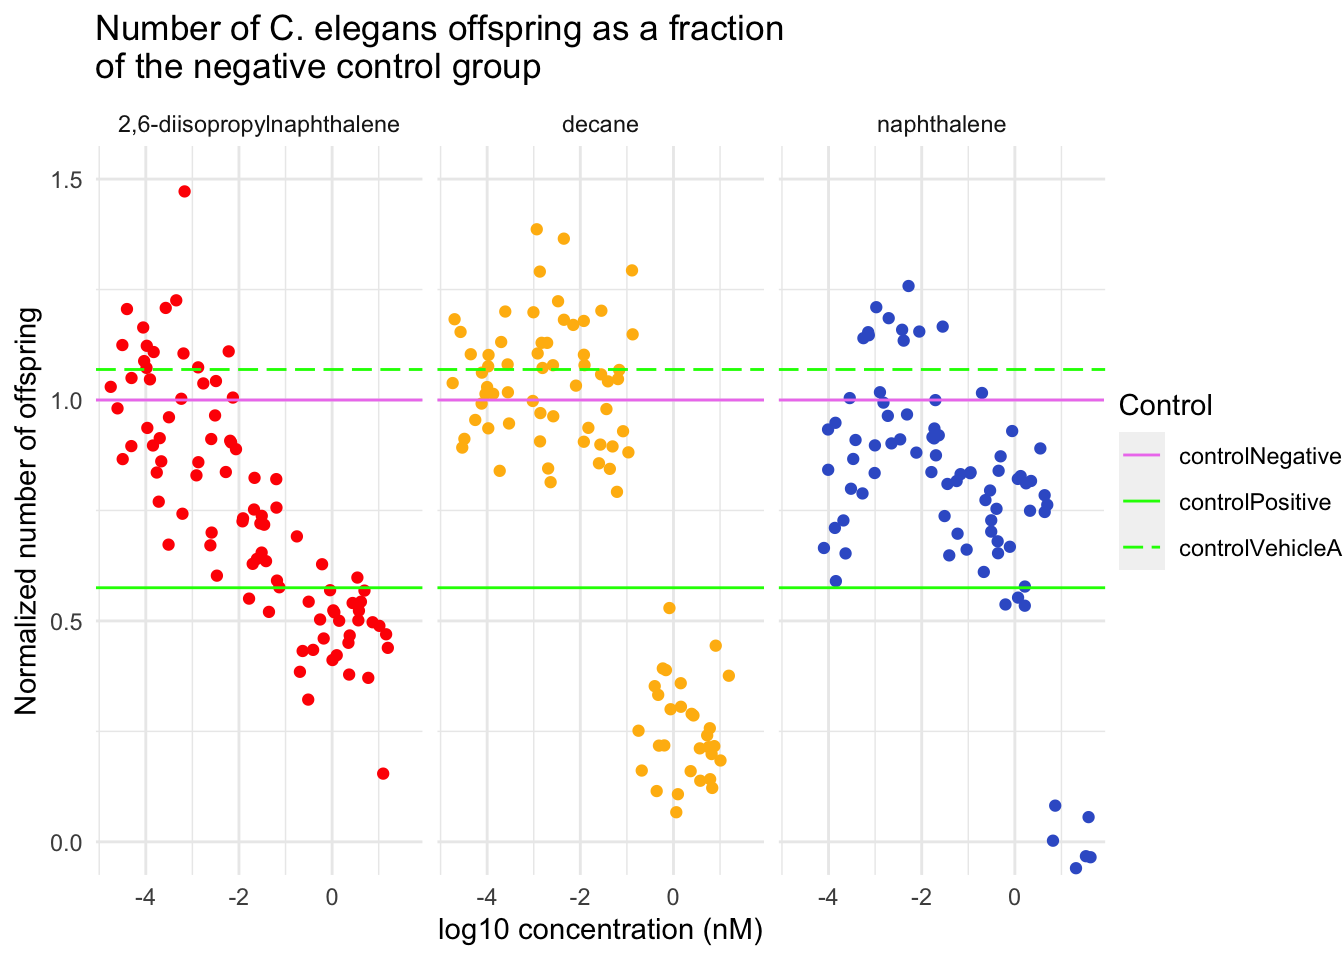 Number of C. elegans offspring as a fraction
of the negative control group
2,6-diisopropylnaphthalene
decane
naphthalene
1.5
1.0
0.5
0.0
Normalized number of offspring
-4
-2
0
-4
-2
0
-4
-2
0
log10 concentration (nM)
Control
controlNegative
controlPositive
controlVehicleA